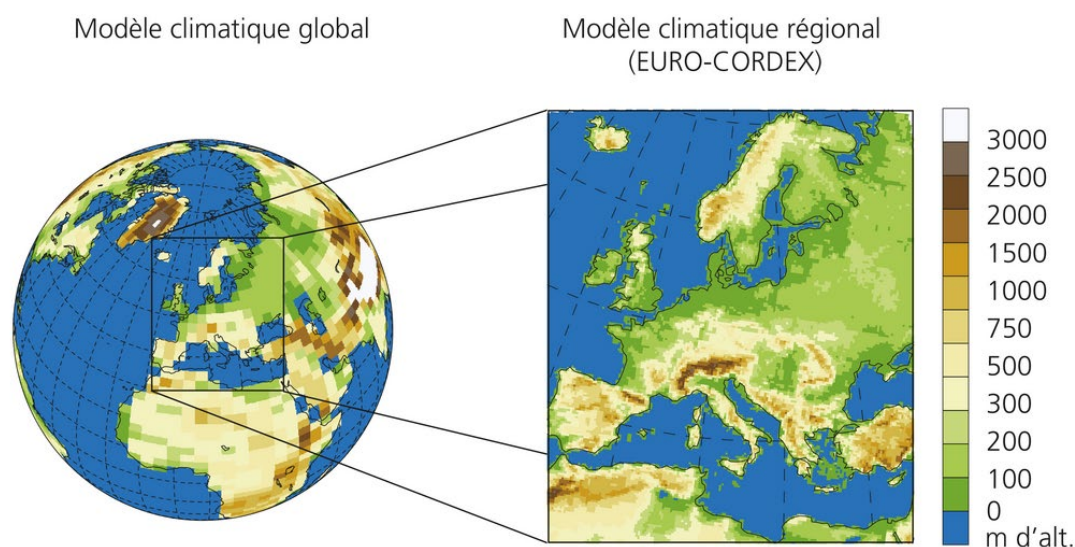 Modèle climatique global
Modèle climatique régional
(EURO-CORDEX)
3000
2500
2000
1500
1000
750
500
300
200
100
0
m d'alt.